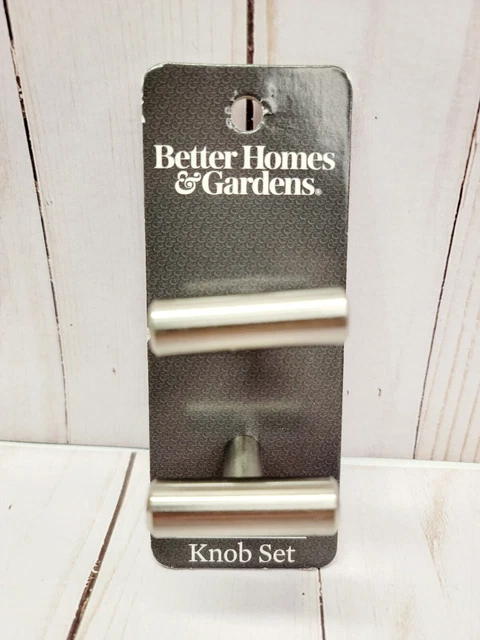 Better Homes
& Gardens®
Knob Set